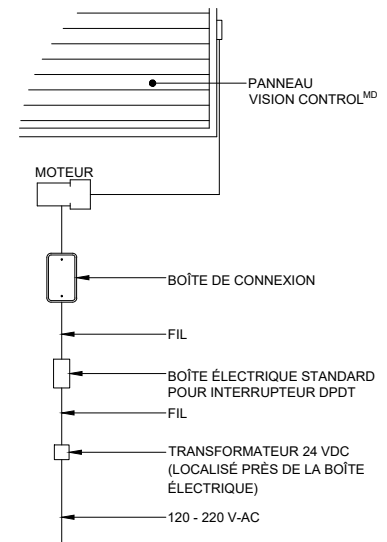 PANNEAU
VISION CONTROLMD
MOTEUR
BOÎTE DE CONNEXION
FIL
BOÎTE ÉLECTRIQUE STANDARD
POUR INTERRUPTEUR DPDT
FIL
TRANSFORMATEUR 24 VDC
(LOCALISÉ PRÈS DE LA BOÎTE
ÉLECTRIQUE)
120 - 220 V-AC